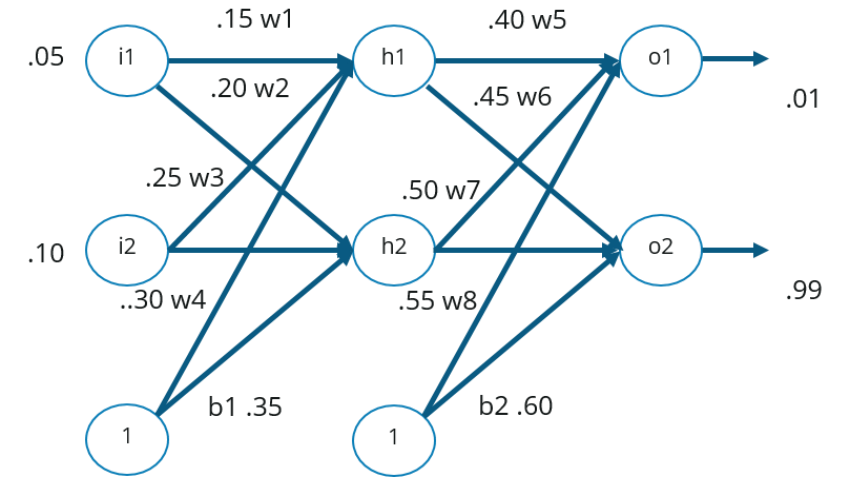 .15 w1
.40 w5
.05
i1
h1
o1
.20 w2
.45 w6
.01
.25 w3
.50 w7
.10
i2
h2
o2
.99
..30 w4
.55 w8
b1 .35
b2 .60
1
1